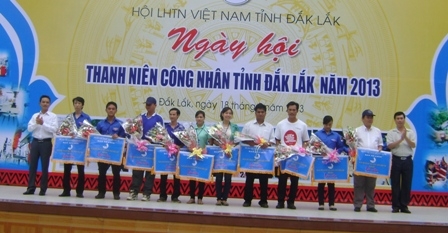 HỘI LHTN VIỆT NAM TỈNH ĐẮK LẮK
Ngày hội
THANH NIÊN CÔNG NHÂN TỈNH ĐẮK LẮK NĂM 2013
Đắk Lắk, ngày 18 tháng